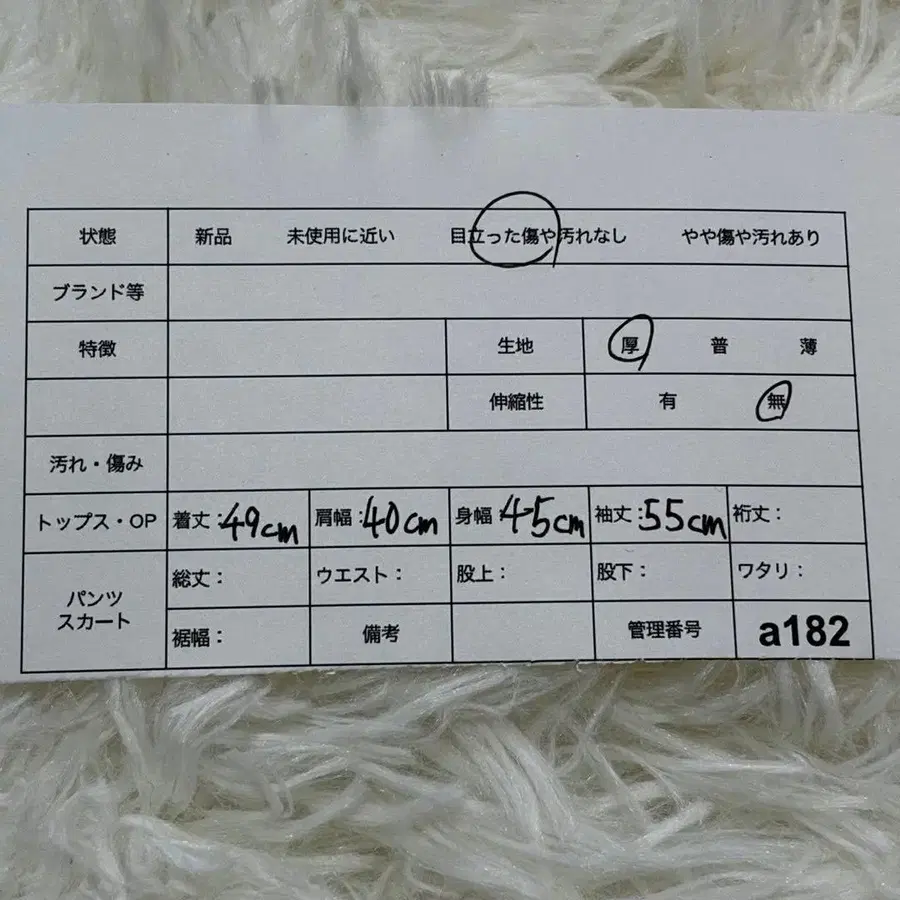 状態 新品 未使用に近い 目立った傷や汚れなし やや傷や汚れあり
ブランド等
特徴 生地 厚 普 薄
伸縮性 有 無
汚れ・傷み
トップス・OP 着丈：49cm 肩幅：40cm 身幅：45cm 袖丈：55cm 裄丈：
パンツ
スカート
総丈： ウエスト： 股上： 股下： ワタリ：
裾幅： 備考 管理番号 a182